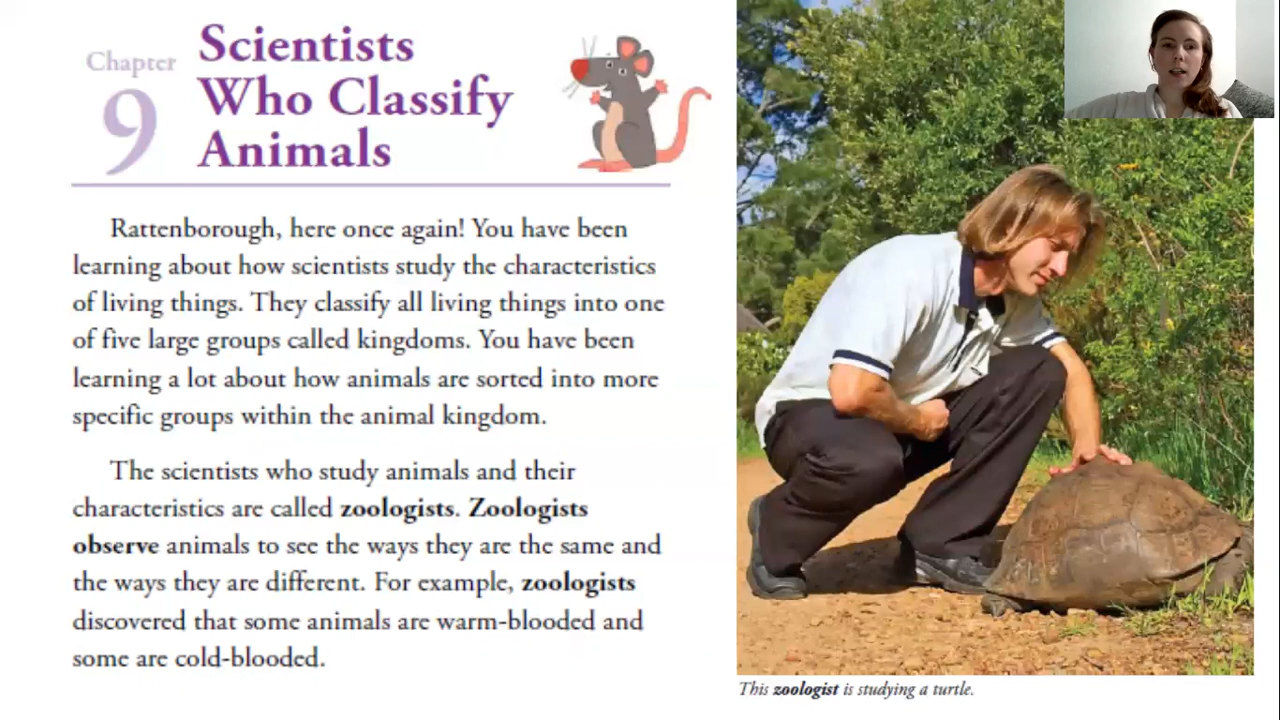 Chapter
9
Scientists
Who Classify
Animals
Rattenborough, here once again! You have been
learning about how scientists study the characteristics
of living things. They classify all living things into one
of five large groups called kingdoms. You have been
learning a lot about how animals are sorted into more
specific groups within the animal kingdom.
The scientists who study animals and their
characteristics are called zoologists. Zoologists
observe animals to see the ways they are the same and
the ways they are different. For example, zoologists
discovered that some animals are warm-blooded and
some are cold-blooded.
This zoologist is studying a turtle.